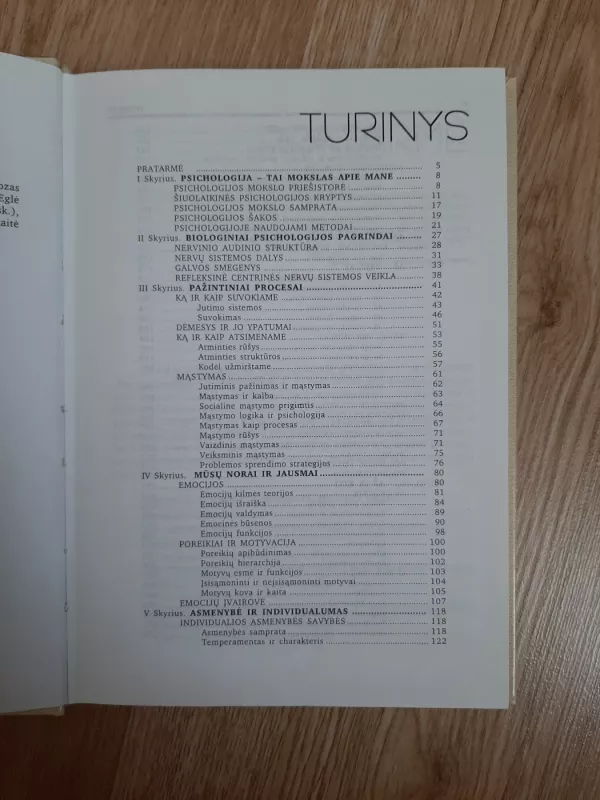 ozas
Eglė
sk.),
aitė
TURINYS
PRATARMĖ 5
I Skyrius. PSICHOLOGIJA – TAI MOKSLAS APIE MANE 8
PSICHOLOGIJOS MOKSLO PRIEŠISTORĖ 8
ŠIUOLAIKINĖS PSICHOLOGIJOS KRYPTYS 11
PSICHOLOGIJOS MOKSLO SAMPRATA 17
PSICHOLOGIJOS ŠAKOS 19
PSICHOLOGIJOJE NAUDOJAMI METODAI 21
II Skyrius. BIOLOGINIAI PSICHOLOGIJOS PAGRINDAI 27
NERVINIO AUDINIO STRUKTŪRA 28
NERVŲ SISTEMOS DALYS 31
GALVOS SMEGENYS 33
REFLEKSINĖ CENTRINĖS NERVŲ SISTEMOS VEIKLA 38
III Skyrius. PAŽINTINIAI PROCESAI 41
KĄ IR KAIP SUVOKIAME 42
Jutimo sistemos 43
Suvokimas 46
DĖMESYS IR JO YPATUMAI 51
KĄ IR KAIP ATSIMENAME 53
Atminties rūšys 55
Atminties struktūros 56
Kodėl užmirštame 57
MĄSTYMAS 61
Jutiminis pažinimas ir mąstymas 62
Mąstymas ir kalba 63
Socialinė mąstymo prigimtis 64
Mąstymo logika ir psichologija 66
Mąstymas kaip procesas 67
Mąstymo rūšys 71
Vaizdinis mąstymas 71
Veiksminis mąstymas 75
Problemos sprendimo strategijos 76
IV Skyrius. MŪSŲ NORAI IR JAUSMAI 80
EMOCIJOS 80
Emocijų kilmės teorijos 81
Emocijų išraiška 84
Emocijų valdymas 89
Emocinės būsenos 90
Emocijų funkcijos 98
POREIKIAI IR MOTYVACIJA 100
Poreikių apibūdinimas 100
Poreikių hierarchija 102
Motyvų esmė ir funkcijos 103
Įsisąmoninti ir neįsisąmoninti motyvai 104
Motyvų kova ir kaita 105
EMOCIJŲ ĮVAIROVĖ 107
V Skyrius. ASMENYBĖ IR INDIVIDUALUMAS 118
INDIVIDUALIOS ASMENYBĖS SAVYBĖS 118
Asmenybės samprata 118
Temperamentas ir charakteris 122